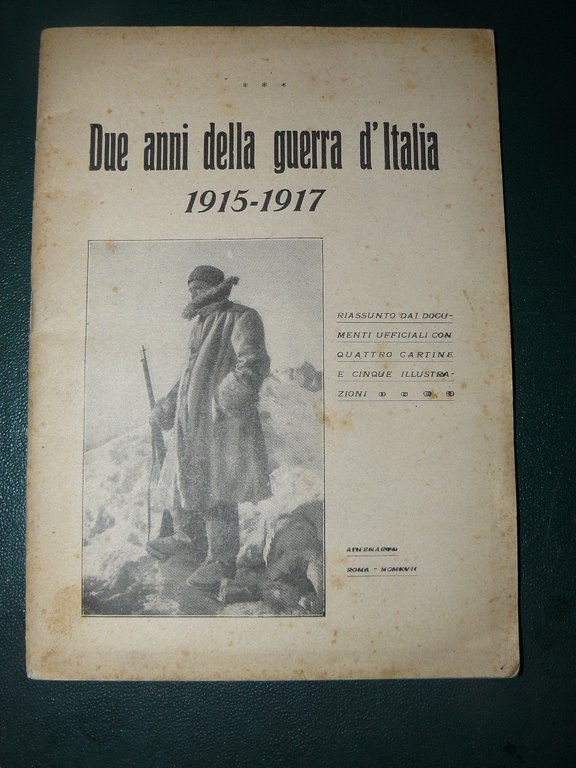 * * *
Due anni della guerra d'Italia
1915-1917
RIASSUNTO DAI DOCU-
MENTI UFFICIALI CON
QUATTRO CARTINE
E CINQUE ILLUSTRA-
ZIONI
ROMA - MCMXVII